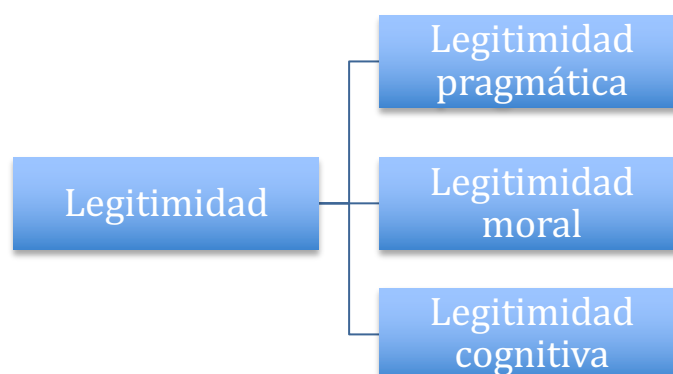 Legitimidad
pragmática
Legitimidad
Legitimidad
moral
Legitimidad
cognitiva